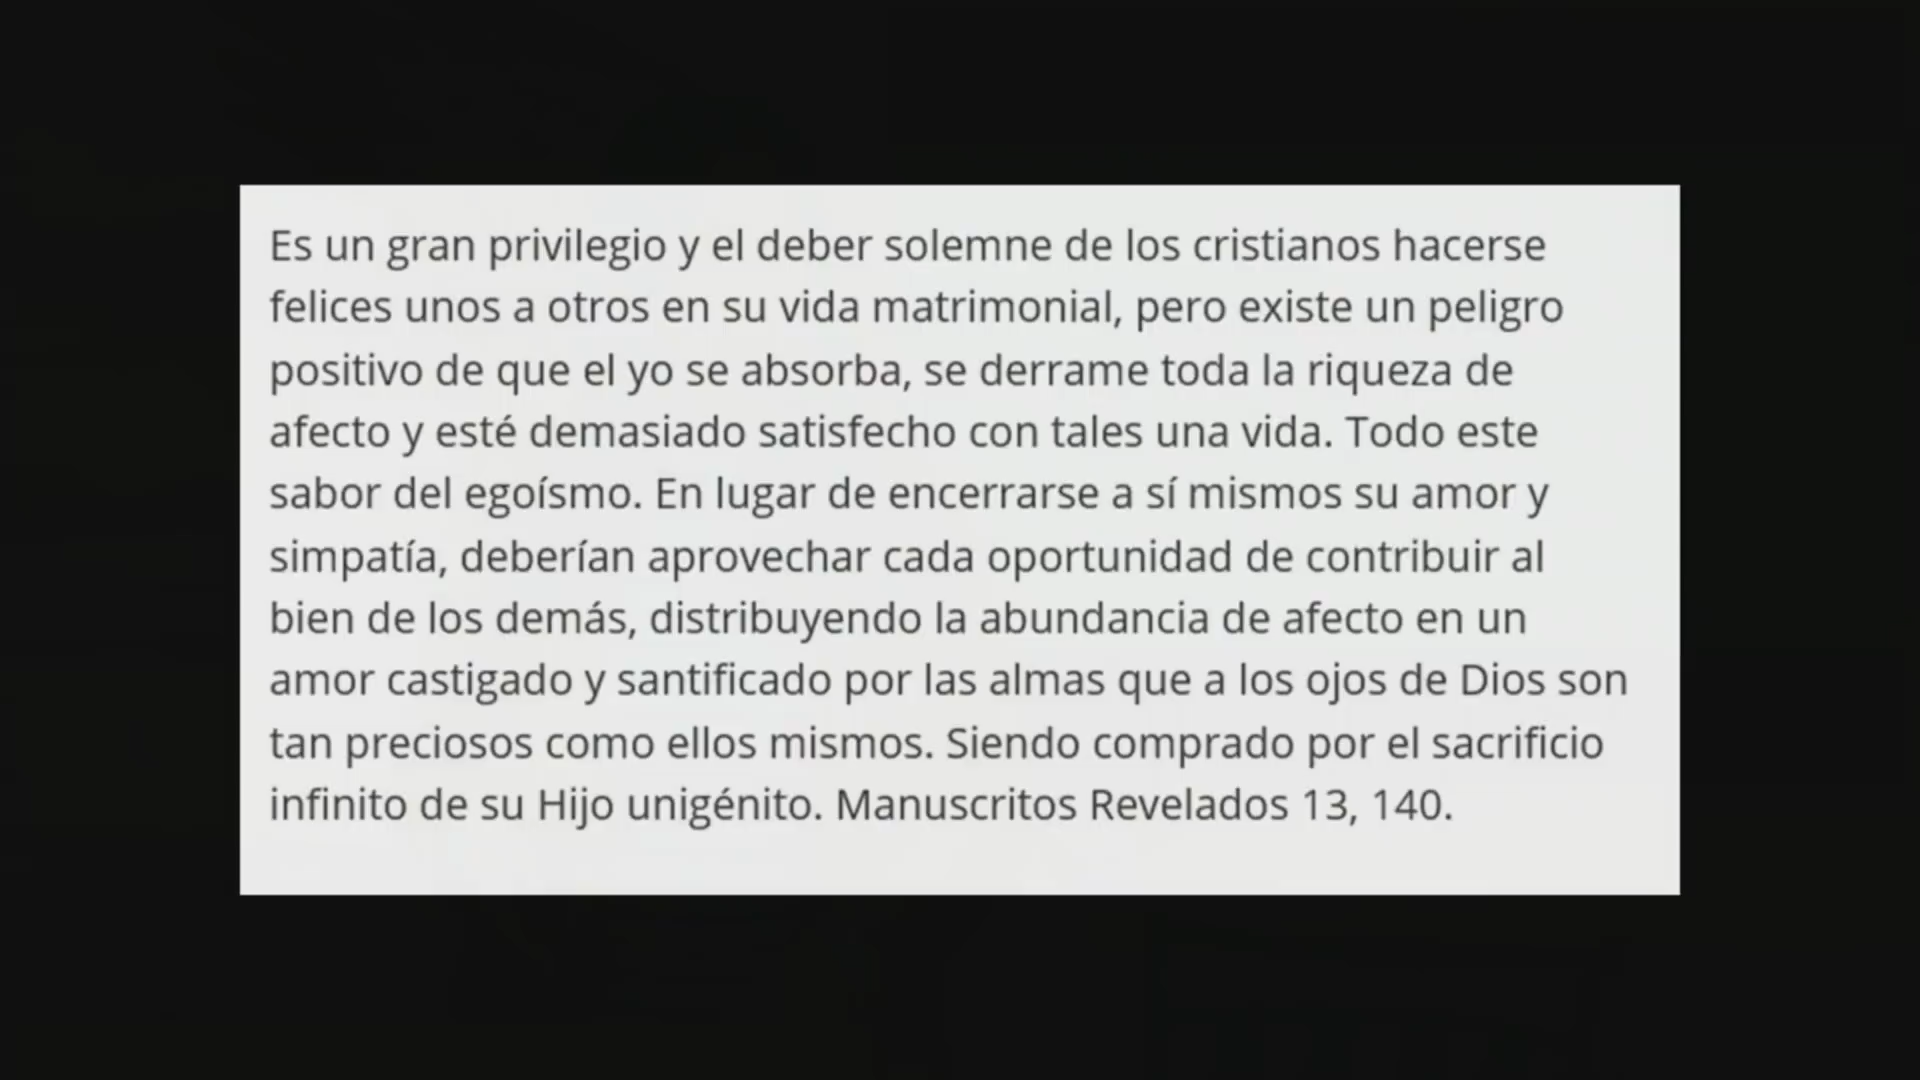 Es un gran privilegio y el deber solemne de los cristianos hacerse
felices unos a otros en su vida matrimonial, pero existe un peligro
positivo de que el yo se absorba, se derrame toda la riqueza de
afecto y esté demasiado satisfecho con tales una vida. Todo este
sabor del egoísmo. En lugar de encerrarse a sí mismos su amor y
simpatía, deberían aprovechar cada oportunidad de contribuir al
bien de los demás, distribuyendo la abundancia de afecto en un
amor castigado y santificado por las almas que a los ojos de Dios son
tan preciosos como ellos mismos. Siendo comprado por el sacrificio
infinito de su Hijo unigénito. Manuscritos Revelados 13, 140.